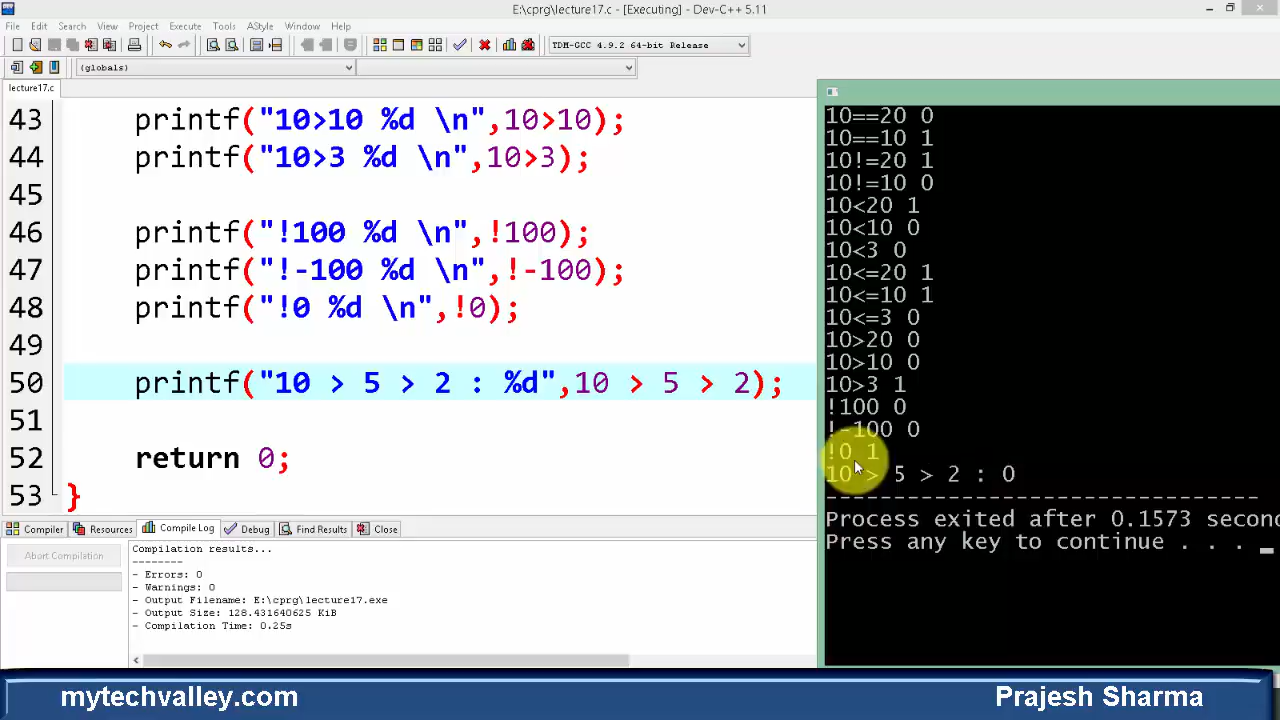 E:\cprg\lecture17.c - [Executing] - Dev-C++ 5.11
File Edit Search View Project Execute Tools AStyle Window Help
TDM-GCC 4.9.2 64-bit Release
(globals)
lecture17.c
43 printf("10>10 %d \n",10>10);
44 printf("10>3 %d \n",10>3);
45
46 printf("!100 %d \n",!100);
47 printf("!-100 %d \n",!-100);
48 printf("!0 %d \n",!0);
49
50 printf("10 > 5 > 2 : %d",10 > 5 > 2);
51
52 return 0;
53 }
10==20 0
10==10 1
10!=20 1
10!=10 0
10<20 1
10<10 0
10<3 0
10<=20 1
10<=10 1
10<=3 0
10>20 0
10>10 0
10>3 1
!100 0
!-100 0
!0 1
10 > 5 > 2 : 0
--------------------------------
Process exited after 0.1573 second
Press any key to continue . . . _
Compiler Resources Compile Log Debug Find Results Close
Abort Compilation
Compilation results...
--------
- Errors: 0
- Warnings: 0
- Output Filename: E:\cprg\lecture17.exe
- Output Size: 128.431640625 KiB
- Compilation Time: 0.25s
mytechvalley.com
Prajesh Sharma